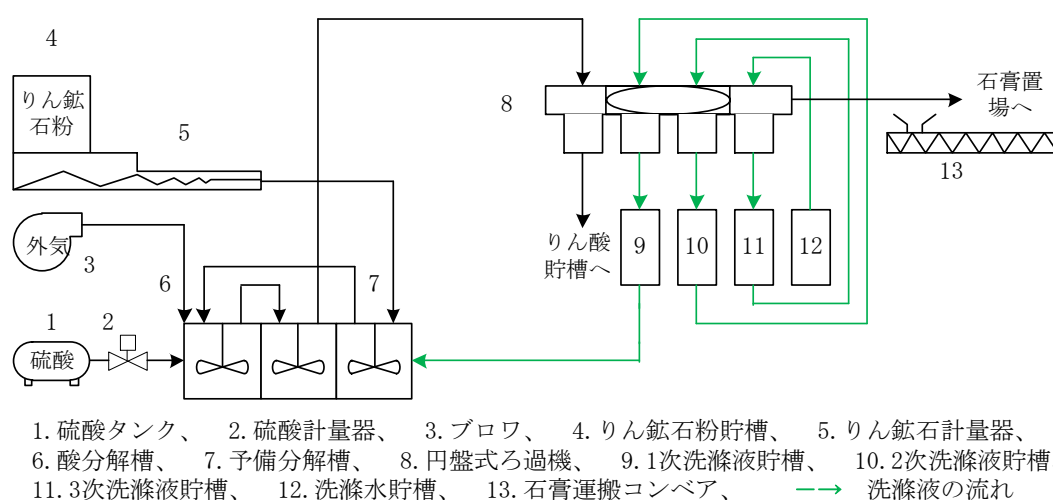 4
りん鉱
石粉
5
外気
3
6
7
1
2
硫酸
8
石膏置
場へ
13
りん酸
貯槽へ
9
10
11
12
1.硫酸タンク、 2.硫酸計量器、 3.ブロワ、 4.りん鉱石粉貯槽、 5.りん鉱石計量器、
6.酸分解槽、 7.予備分解槽、 8.円盤式ろ過機、 9.1次洗滌液貯槽、 10.2次洗滌液貯槽
11.3次洗滌液貯槽、 12.洗滌水貯槽、 13.石膏運搬コンベア、 洗滌液の流れ